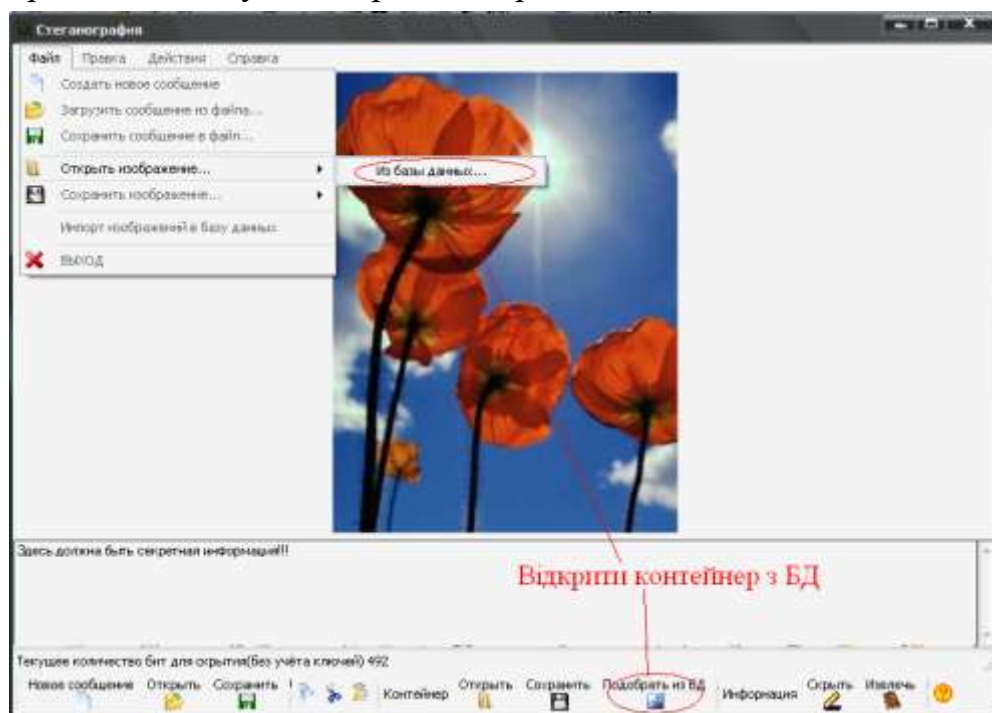 Стеганография
Файл Правка Действия Справка
Создать новое сообщение
Загрузить сообщение из файла...
Сохранить сообщение в файл...
Открыть изображение...
Из базы данных...
Сохранить изображение...
Импорт изображений в базу данных
ВЫХОД
Здесь должна быть секретная информация!!!
Відкрити контейнер з БД
Текущее количество бит для скрытия(без учёта ключей) 492
Новое сообщение Открыть Сохранить Контейнер Открыть Сохранить Подобрать из БД Информация Скрыть Извлечь